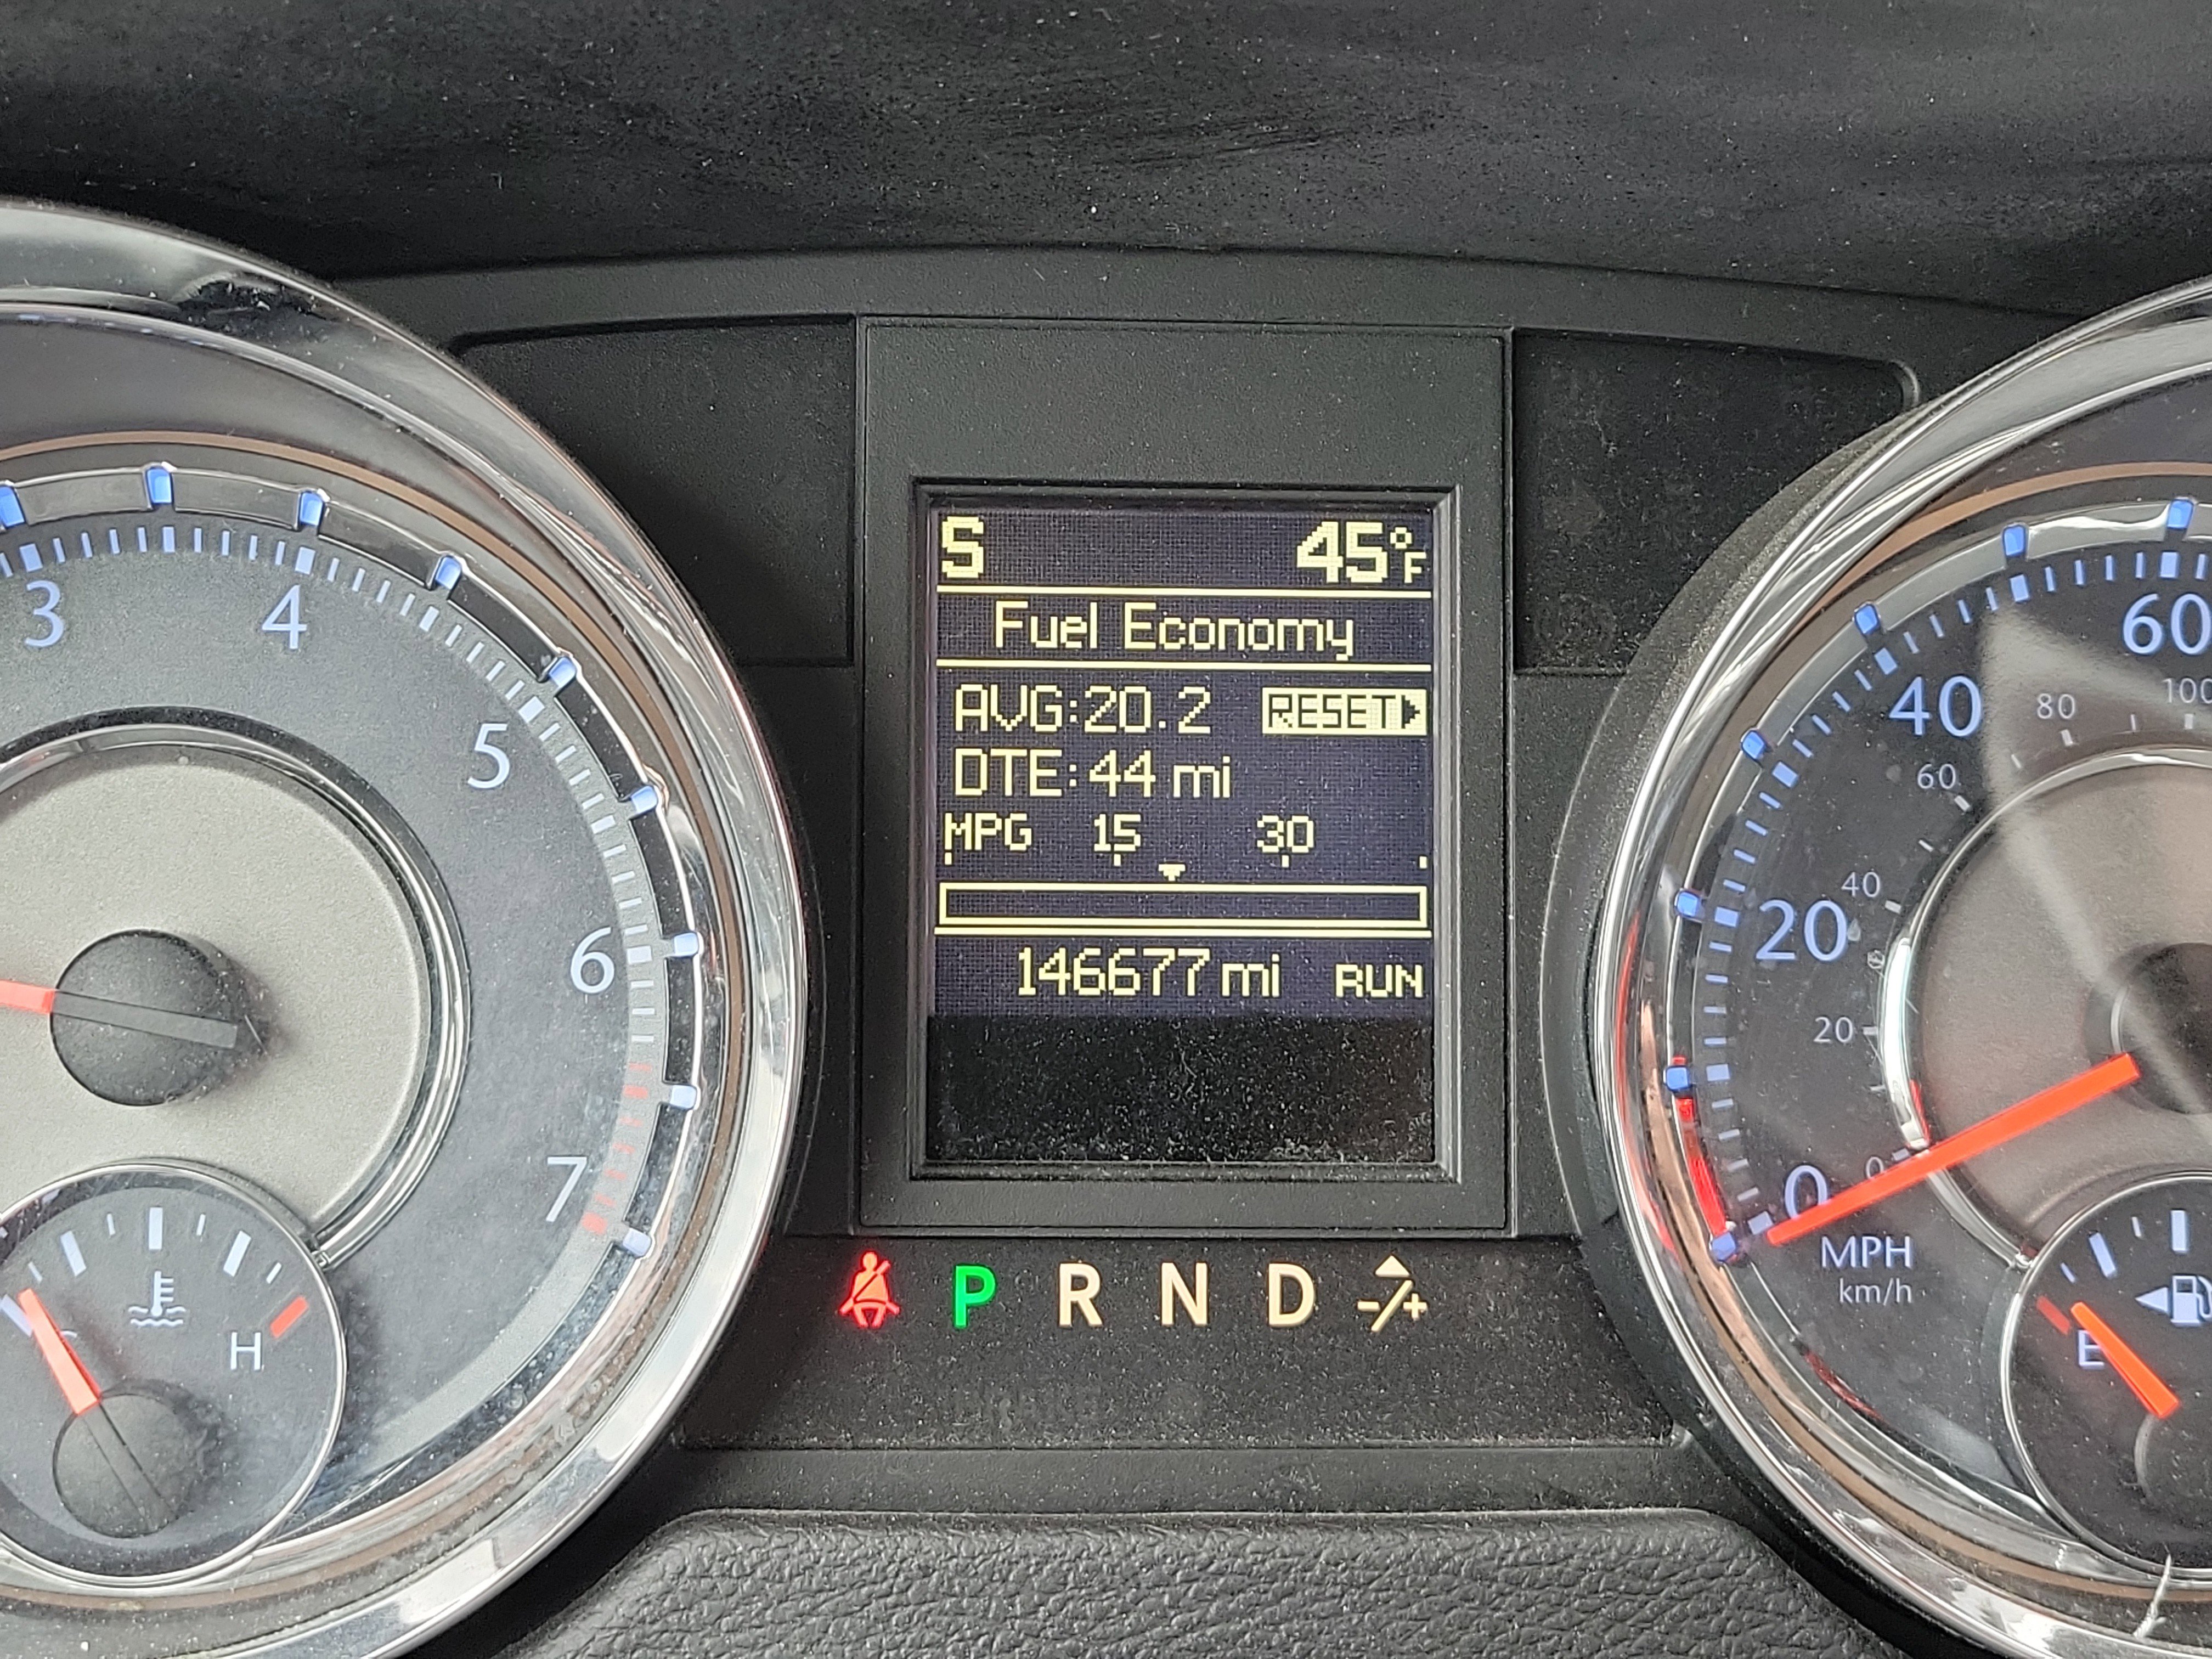 S 45°F
Fuel Economy
AVG:20.2 RESET
DTE:44 mi
MPG 15 30
146677 mi RUN
P R N D -/+
3
4
5
6
7
H
60
40
20
0
100
80
60
40
20
0
MPH
km/h
E